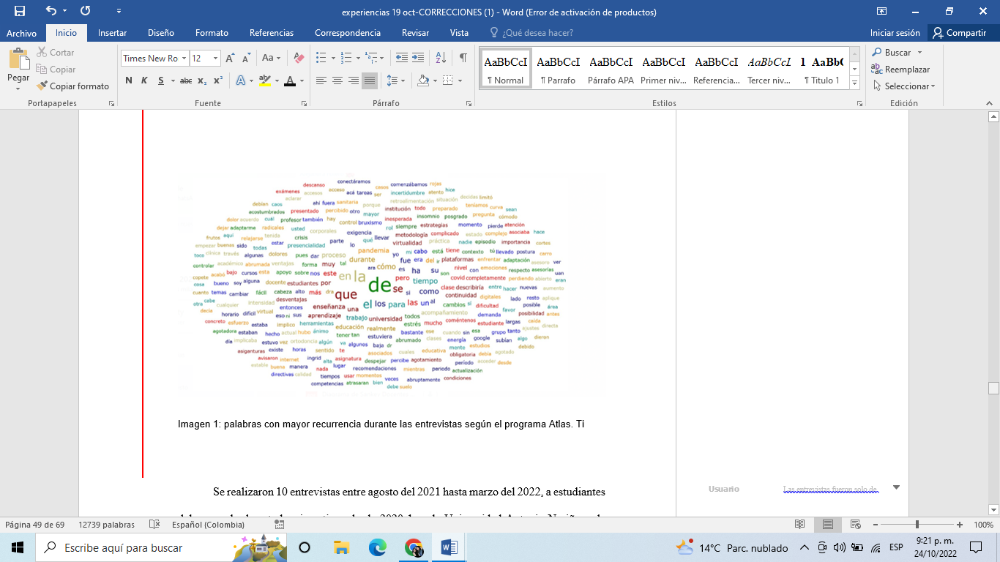 experiencias 19 oct-CORRECCIONES (1) - Word (Error de activación de productos)
Archivo Inicio Insertar Diseño Formato Referencias Correspondencia Revisar Vista ¿Qué desea hacer? Iniciar sesión Compartir
Pegar
Cortar
Copiar
Copiar formato
Portapapeles
Times New Ro 12
N K S abc x₂ x²
Fuente
Párrafo
AaBbCcI AaBbCcI AaBbCcI AaBbCcI AaBbCcI AaBbCcL 1 AaBb(
¶ Normal ¶ Parrafo Párrafo APA Primer niv... Referencia... Tercer niv... ¶ Titulo 1
Estilos
Buscar
Reemplazar
Seleccionar
Edición
conectáramos
descanso acceso casos comenzábamos rojas
exámenes accesos acá tareas ser incertidumbre atento hice
aclarar retroalimentación situación decidas limitó
debían caos ahí fuera sanitaria porque teníamos curva sean
acostumbrados presentado percibido otro institución todo preparado
dolor acuerdo cuál profesor también hay control bruxismo mayor inesperada insomnio posgrado pregunta cómodo
dejar adaptarme radicales usted corporales rol siempre estrategias momento pierde atención
frutos aquí relajarse tenida crisis exigencia qué llevar metodología complicado estado complejo asociaba hace
empezar buenos sido todas estar presencialidad parte lo virtualidad práctica nadie episodio importancia cortes
toco clínica través algunas dolores pues dar proceso pandemia yo mi cabo está tiene contexto tú llevado postura cerro
controlar académico abrumada ventajas forma muy tal durante fue era del ir plataformas enfrentar adaptación asesoro ver
copeta acabó bajo cursos esta apoyo sobre nos este en la ara cómo es ha su son nivel con emociones respecto asesorías uan
cosa bueno soy alguna docente estudiantes por de se pero tiempo covid completamente perdiendo abierto eran
cuanto temas cambiar fácil cabeza alto más dra que si como clase describiría entre hacer nuevas aumento
otra cabe cualquier intensidad desventajas enseñanza una el los para las un al continuidad digitales lado rosto aplique
decía horario difícil virtual entonces cambios sí dificultad favor posible área
eso ni sus aprendizaje trabajo universidad todos acompañamiento demanda posibilidad antes
concreto esfuerzo estaba implico herramientas educación realmente estrés mucho coméntenos estudiante largas caída
agotadora estaban hecho actual hubo ánimo tener tan estuviera bastante ese cuando sin esa grupo tanto ajustes directa
día implicaba estuvo vez ortodoncia algún va algunos baja dr abrumado clases energía google subían algo dieron
asiganturas existe horas sentido te asociados cuales educativa monte estudios debido
avisaron internet ingrid alta asignatura despejar percibe agotamiento obligatoria debía agotado
estable buena manera nada lugar recomendaciones mientras periodo período acceder desde
directivas calidad tiempos usar momentos veces abruptamente condiciones actualización
competencias atrasaran bien
debe suelo
Imagen 1: palabras con mayor recurrencia durante las entrevistas según el programa Atlas. Ti
Se realizaron 10 entrevistas entre agosto del 2021 hasta marzo del 2022, a estudiantes
Usuario Las entrevistas fueron solo de
Página 49 de 69 12739 palabras Español (Colombia) 100%
Escribe aquí para buscar
14°C Parc. nublado ESP
9:21 p. m.
24/10/2022